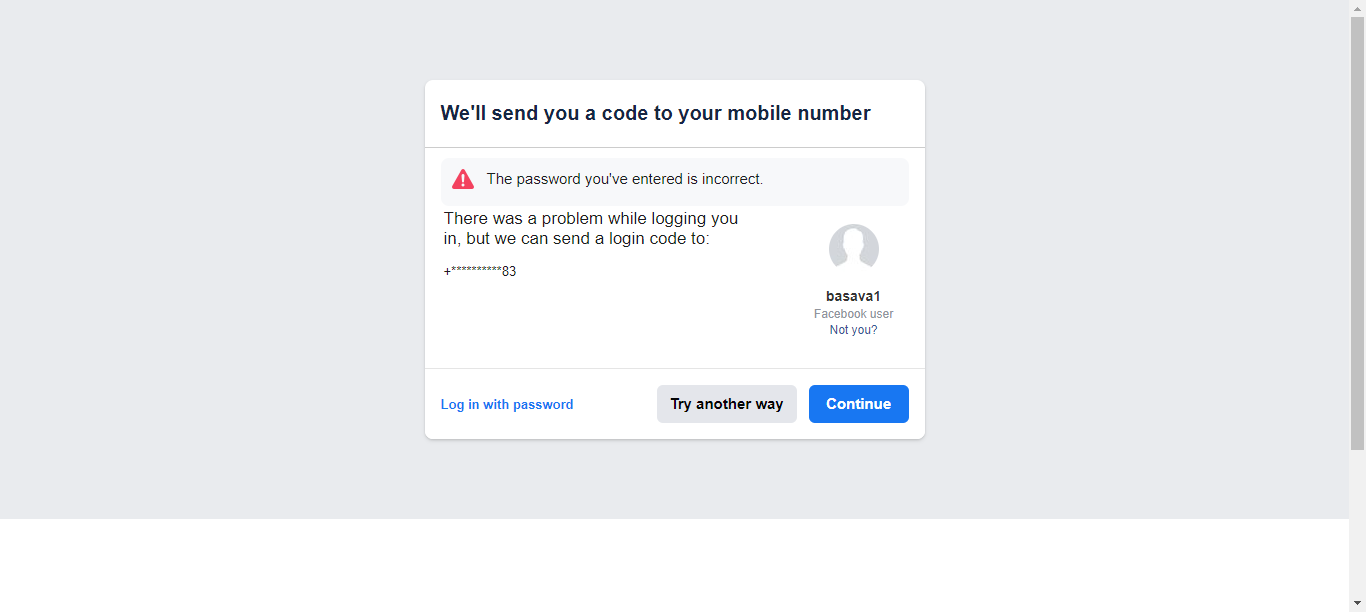 We'll send you a code to your mobile number
The password you've entered is incorrect.
There was a problem while logging you
in, but we can send a login code to:
+**********83
basava1
Facebook user
Not you?
Log in with password
Try another way
Continue